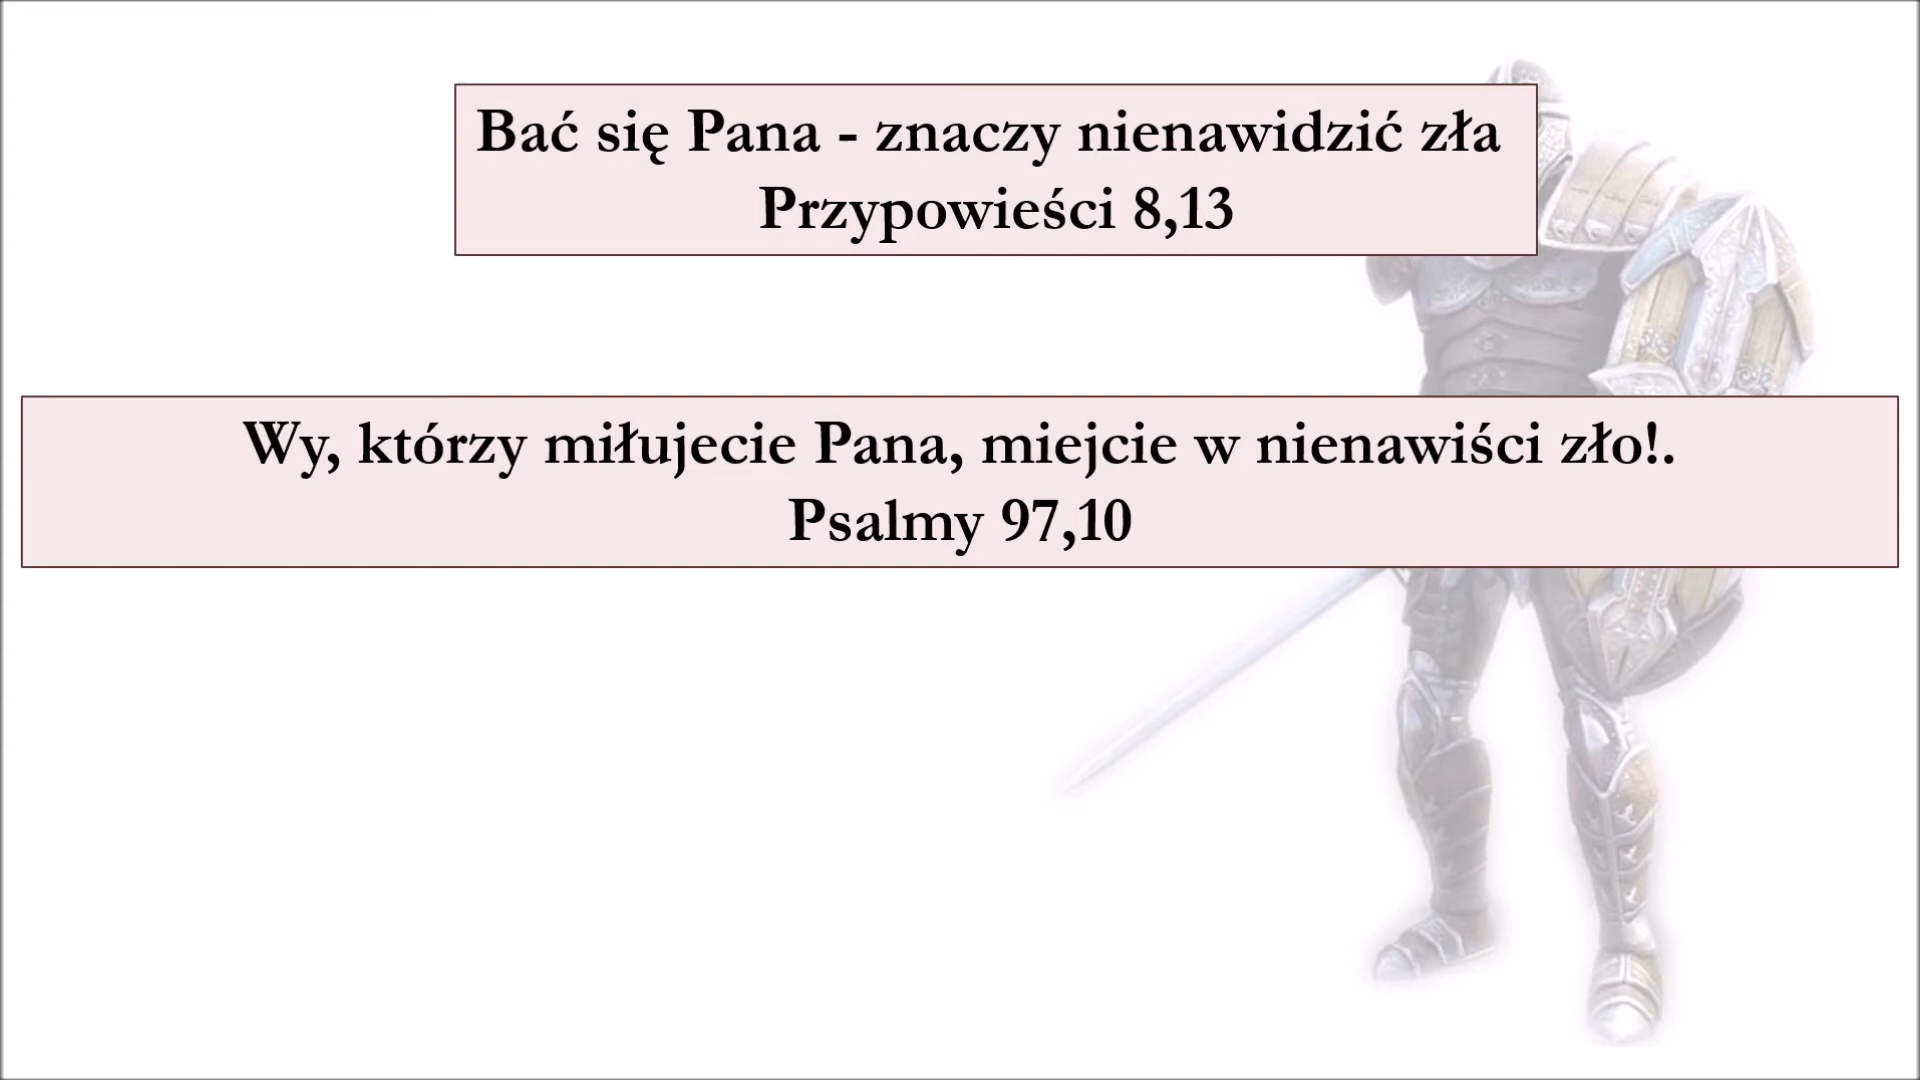 Bać się Pana - znaczy nienawidzić zła
Przypowieści 8,13
Wy, którzy miłujecie Pana, miejcie w nienawiści zło!.
Psalmy 97,10